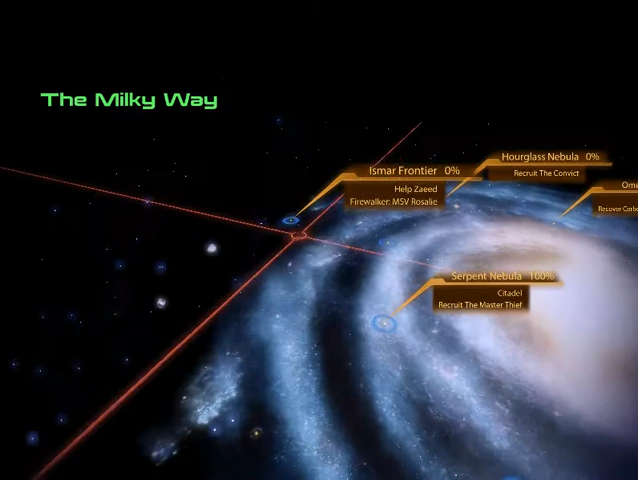 The Milky Way
Ismar Frontier 0%
Help Zaeed
Firewalker: MSV Rosalie
Hourglass Nebula 0%
Recruit The Convict
Recover
Serpent Nebula 100%
Citadel
Recruit The Master Thief